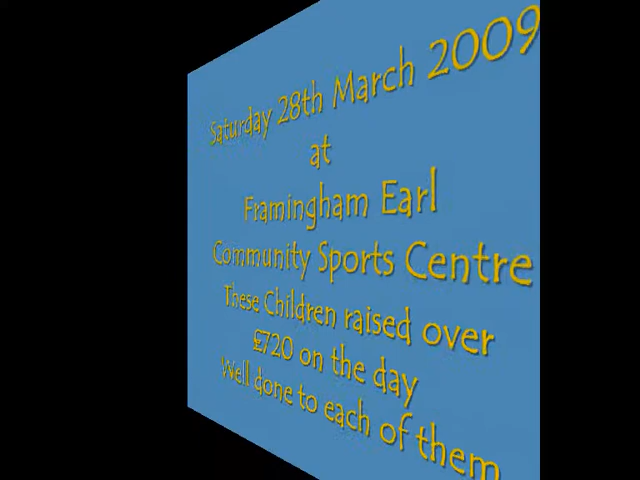 Saturday 28th March 2009
at
Framingham Earl
Community Sports Centre
These Children raised over
£720 on the day
Well done to each of them